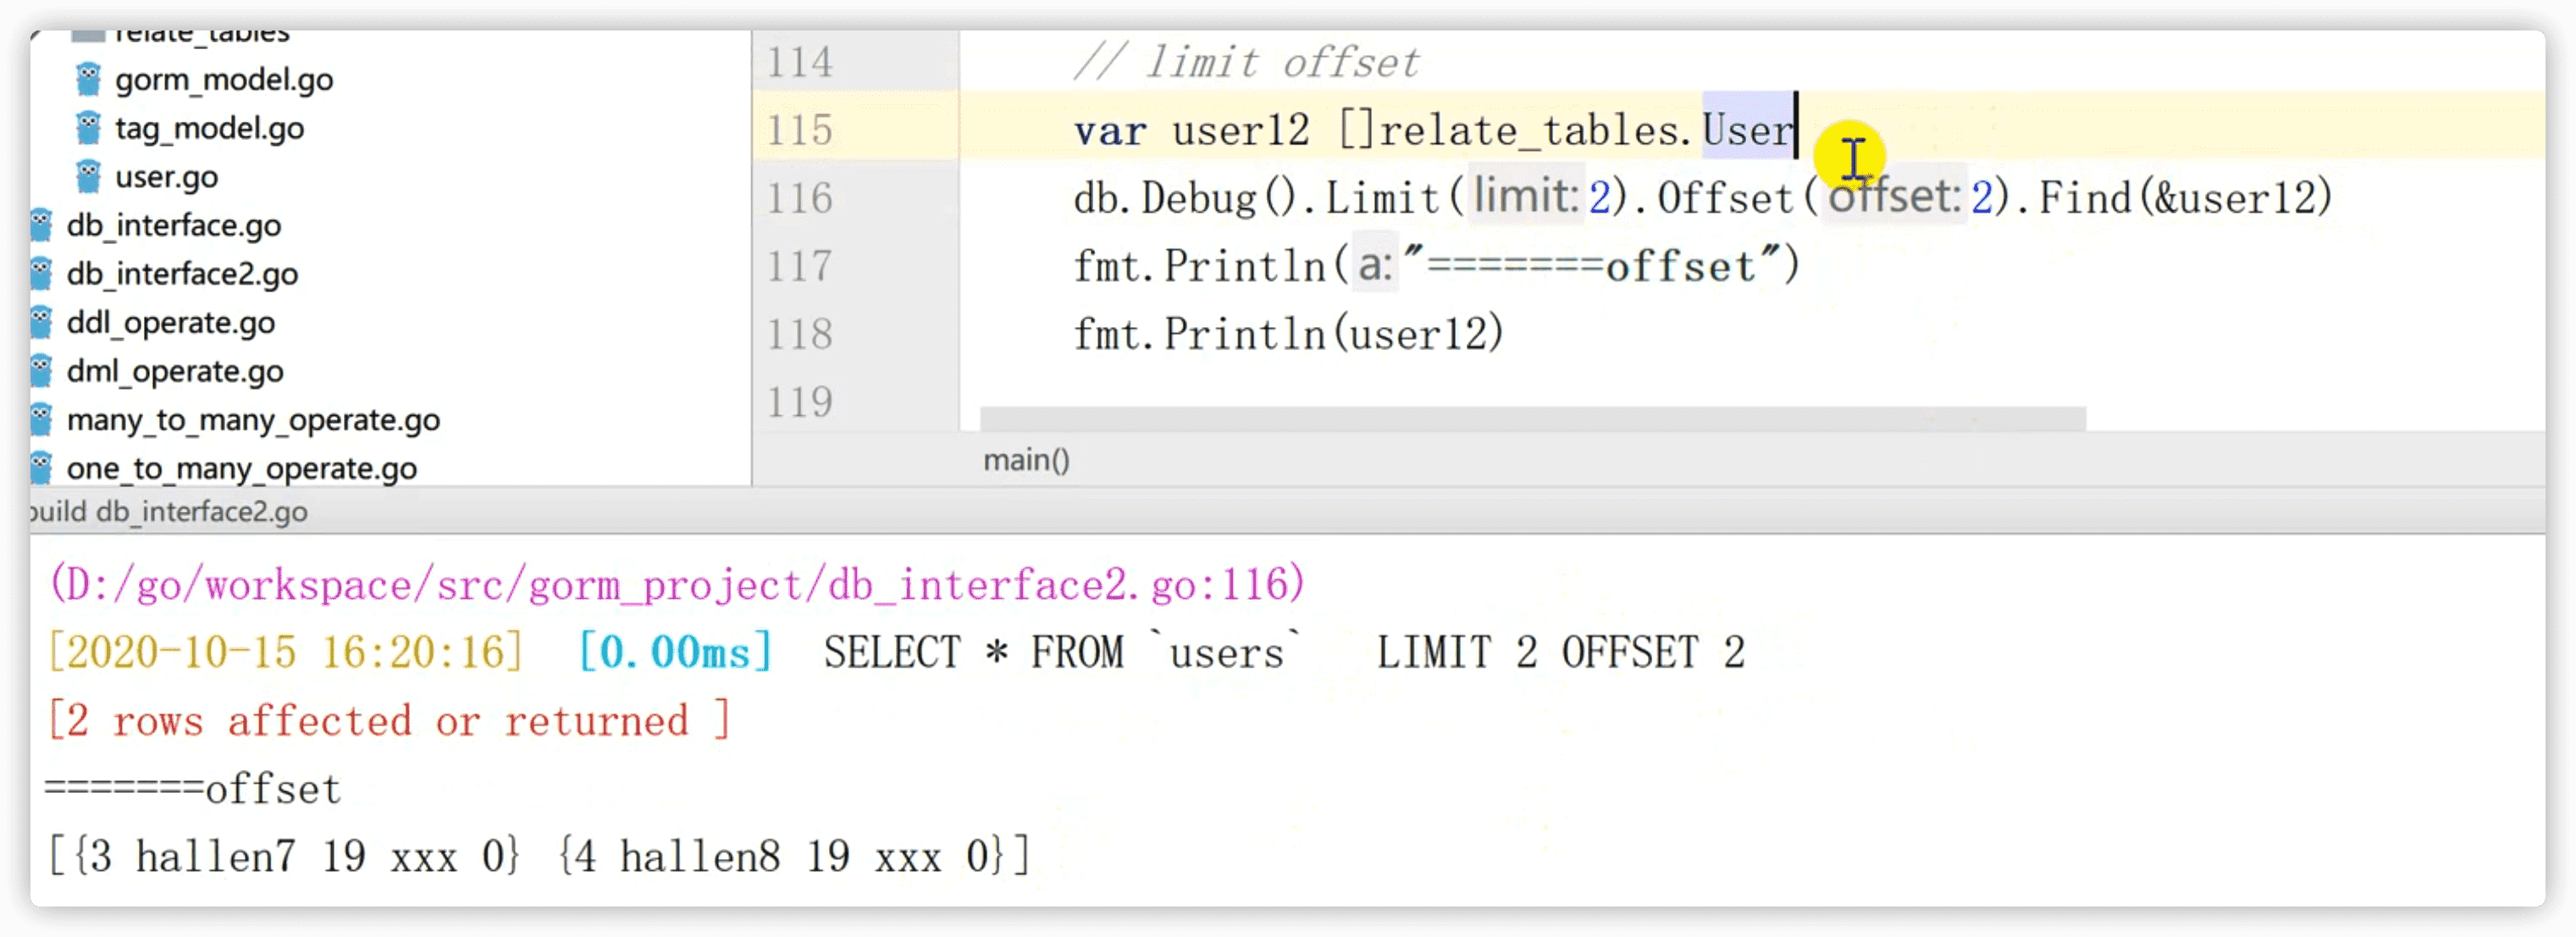 relate_tables
gorm_model.go
tag_model.go
user.go
db_interface.go
db_interface2.go
ddl_operate.go
dml_operate.go
many_to_many_operate.go
one_to_many_operate.go
114 // limit offset
115 var user12 []relate_tables.User
116 db.Debug().Limit( limit: 2).Offset( offset: 2).Find(&user12)
117 fmt.Println( a: "=======offset")
118 fmt.Println(user12)
119
main()
build db_interface2.go
(D:/go/workspace/src/gorm_project/db_interface2.go:116)
[2020-10-15 16:20:16] [0.00ms] SELECT * FROM `users` LIMIT 2 OFFSET 2
[2 rows affected or returned ]
=======offset
[{3 hallen7 19 xxx 0} {4 hallen8 19 xxx 0}]